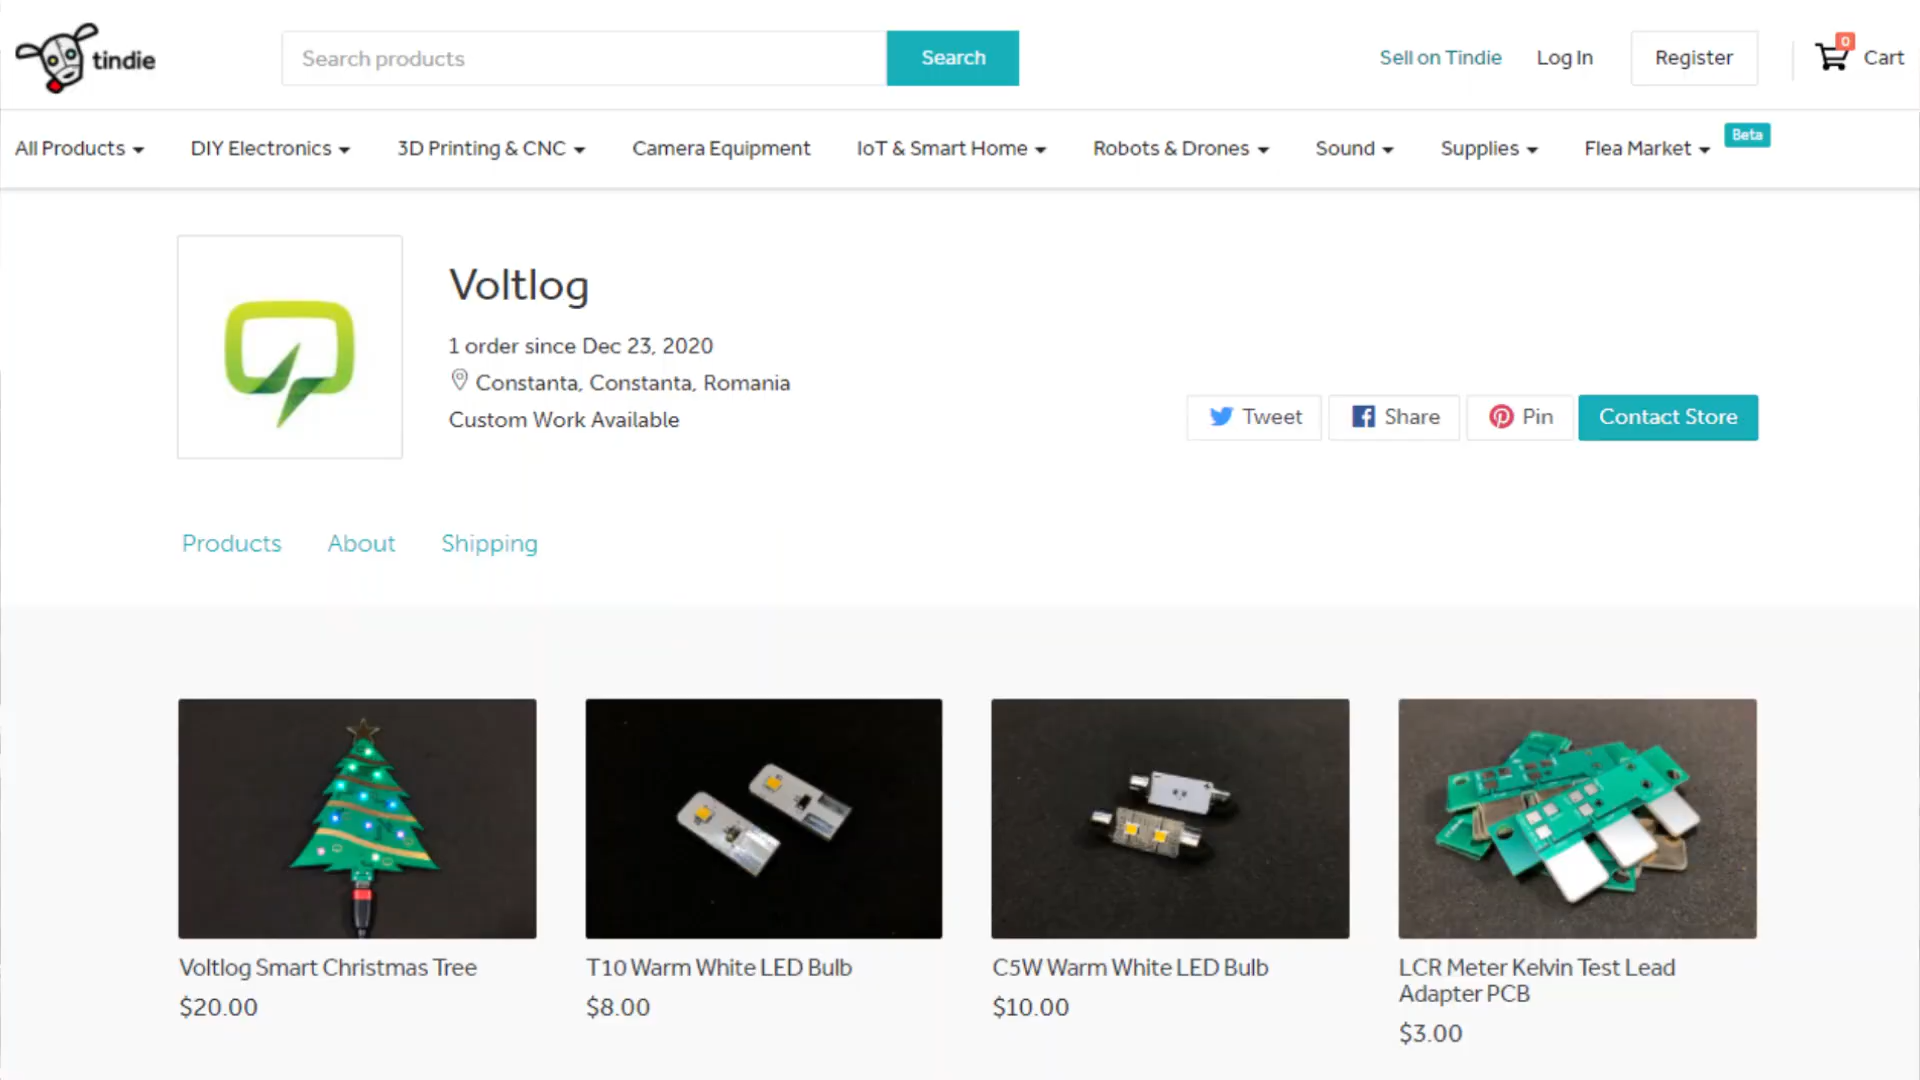 tindie
Search products
Search
Sell on Tindie
Log In
Register
0
Cart
All Products
DIY Electronics
3D Printing & CNC
Camera Equipment
IoT & Smart Home
Robots & Drones
Sound
Supplies
Flea Market
Beta
Voltlog
1 order since Dec 23, 2020
Constanta, Constanta, Romania
Custom Work Available
Tweet
Share
Pin
Contact Store
Products
About
Shipping
Voltlog Smart Christmas Tree
$20.00
T10 Warm White LED Bulb
$8.00
C5W Warm White LED Bulb
$10.00
LCR Meter Kelvin Test Lead
Adapter PCB
$3.00